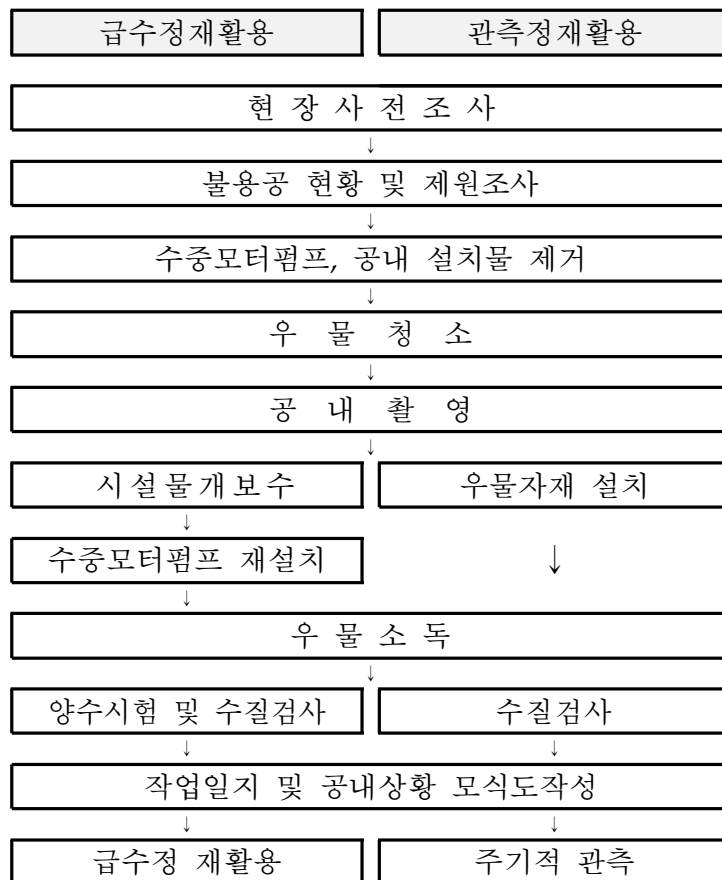 급수정재활용 관측정재활용
현 장 사 전 조 사
↓
불용공 현황 및 제원조사
↓
수중모터펌프, 공내 설치물 제거
↓
우 물 청 소
↓
공 내 촬 영
↓
시설물개보수 우물자재 설치
↓
수중모터펌프 재설치 ↓
↓
우 물 소 독
↓
양수시험 및 수질검사 수질검사
↓ ↓
작업일지 및 공내상황 모식도작성
↓ ↓
급수정 재활용 주기적 관측